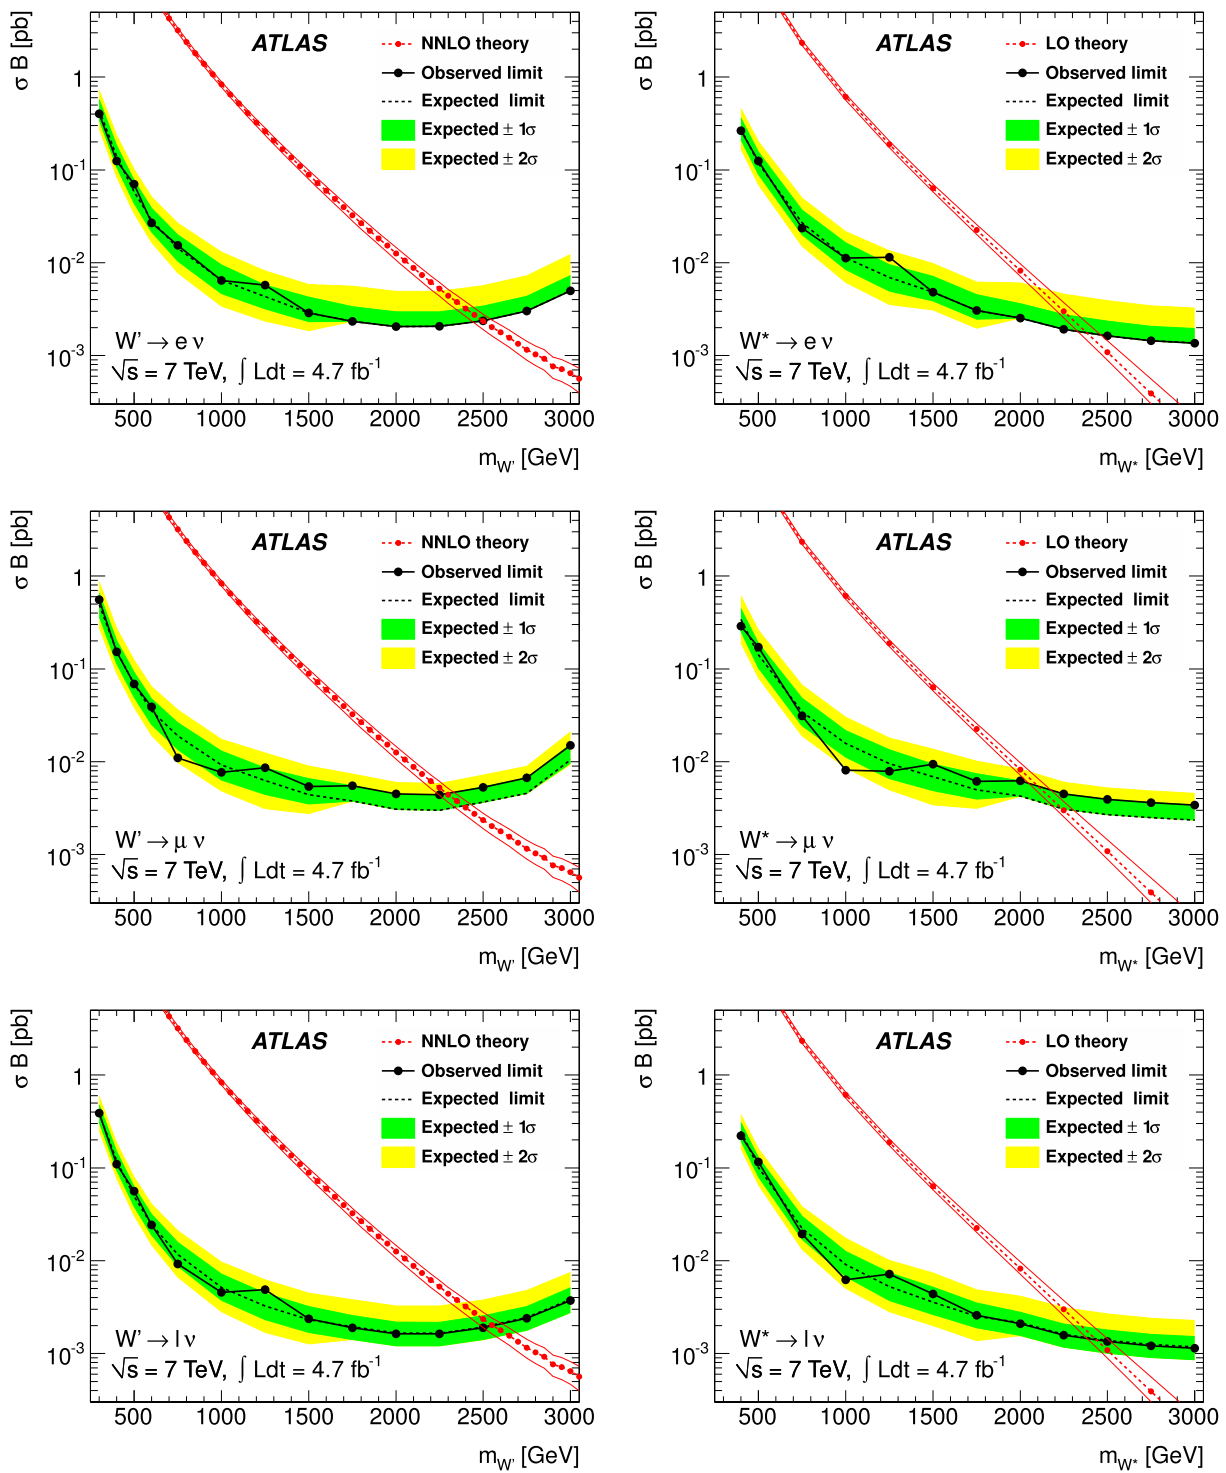 σ B [pb]
ATLAS
NNLO theory
Observed limit
Expected limit
Expected ± 1σ
Expected ± 2σ
1
10⁻¹
10⁻²
10⁻³
W' → e ν
√s = 7 TeV, ∫ Ldt = 4.7 fb⁻¹
500 1000 1500 2000 2500 3000
m_W' [GeV]
σ B [pb]
ATLAS
LO theory
Observed limit
Expected limit
Expected ± 1σ
Expected ± 2σ
1
10⁻¹
10⁻²
10⁻³
W* → e ν
√s = 7 TeV, ∫ Ldt = 4.7 fb⁻¹
500 1000 1500 2000 2500 3000
m_W* [GeV]
σ B [pb]
ATLAS
NNLO theory
Observed limit
Expected limit
Expected ± 1σ
Expected ± 2σ
1
10⁻¹
10⁻²
10⁻³
W' → μ ν
√s = 7 TeV, ∫ Ldt = 4.7 fb⁻¹
500 1000 1500 2000 2500 3000
m_W' [GeV]
σ B [pb]
ATLAS
LO theory
Observed limit
Expected limit
Expected ± 1σ
Expected ± 2σ
1
10⁻¹
10⁻²
10⁻³
W* → μ ν
√s = 7 TeV, ∫ Ldt = 4.7 fb⁻¹
500 1000 1500 2000 2500 3000
m_W* [GeV]
σ B [pb]
ATLAS
NNLO theory
Observed limit
Expected limit
Expected ± 1σ
Expected ± 2σ
1
10⁻¹
10⁻²
10⁻³
W' → l ν
√s = 7 TeV, ∫ Ldt = 4.7 fb⁻¹
500 1000 1500 2000 2500 3000
m_W' [GeV]
σ B [pb]
ATLAS
LO theory
Observed limit
Expected limit
Expected ± 1σ
Expected ± 2σ
1
10⁻¹
10⁻²
10⁻³
W* → l ν
√s = 7 TeV, ∫ Ldt = 4.7 fb⁻¹
500 1000 1500 2000 2500 3000
m_W* [GeV]